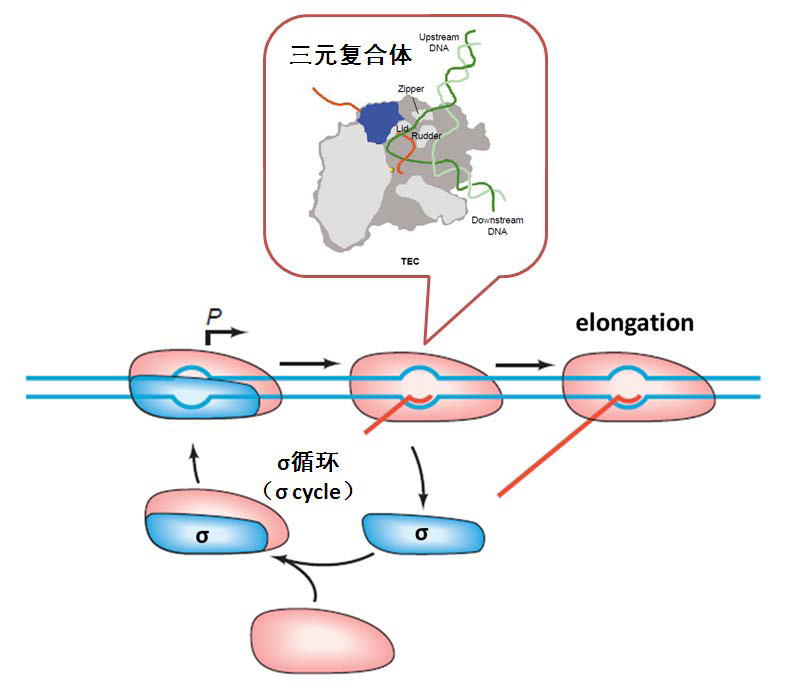 三元复合体
Upstream
DNA
Zipper
Lid
Rudder
Downstream
DNA
TEC
P
elongation
σ循环
（σ cycle）
σ
σ